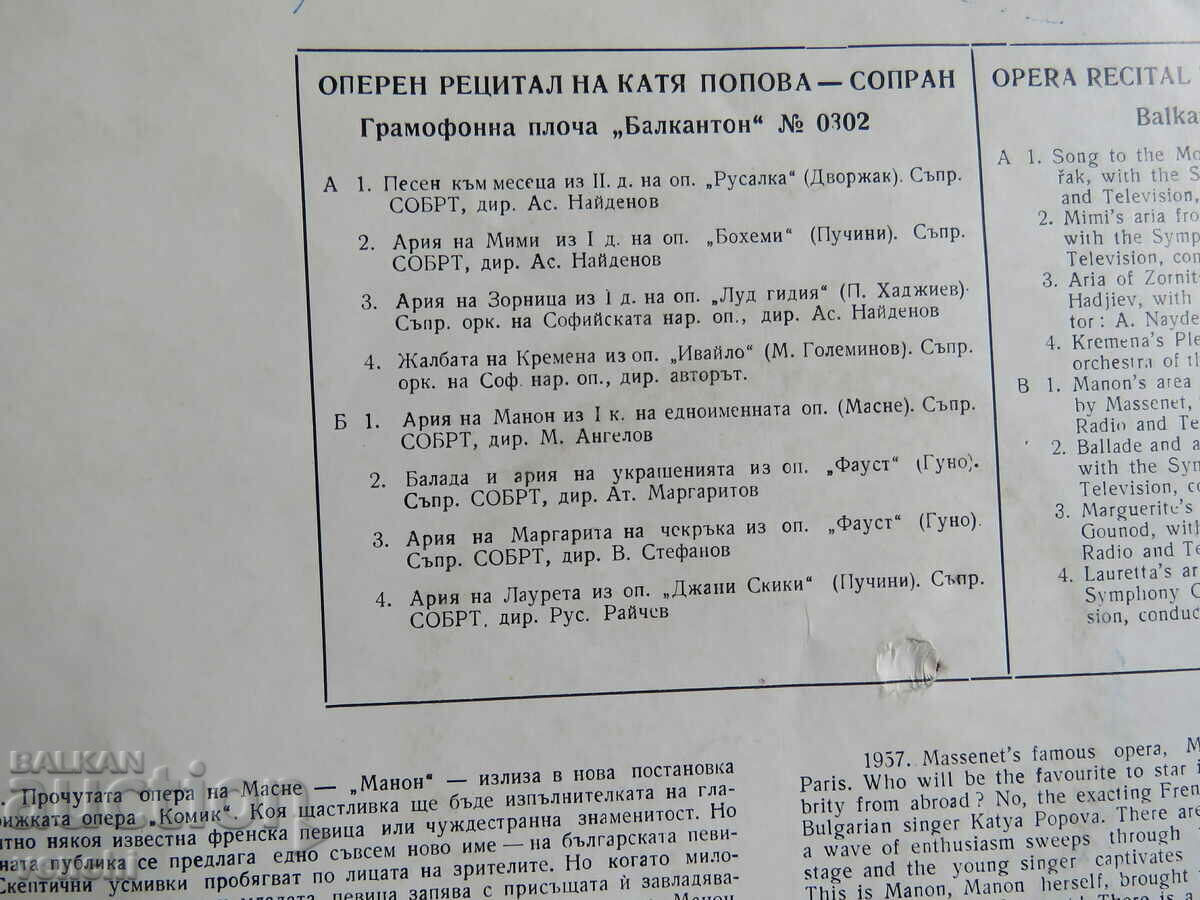 ОПЕРЕН РЕЦИТАЛ НА КАТЯ ПОПОВА — СОПРАН
Грамофонна плоча „Балкантон“ № 0302
А 1. Песен към месеца из II. д. на оп. „Русалка“ (Дворжак). Съпр.
СОБРТ, дир. Ас. Найденов
2. Ария на Мими из I д. на оп. „Бохеми“ (Пучини). Съпр.
СОБРТ, дир. Ас. Найденов
3. Ария на Зорница из I д. на оп. „Луд гидия“ (П. Хаджиев).
Съпр. орк. на Софийската нар. оп., дир. Ас. Найденов
4. Жалбата на Кремена из оп. „Ивайло“ (М. Големинов). Съпр.
орк. на Соф. нар. оп., дир. авторът.
Б 1. Ария на Манон из I к. на едноименната оп. (Масне). Съпр.
СОБРТ, дир. М. Ангелов
2. Балада и ария на украшенията из оп. „Фауст“ (Гуно).
Съпр. СОБРТ, дир. Ат. Маргаритов
3. Ария на Маргарита на чекръка из оп. „Фауст“ (Гуно).
Съпр. СОБРТ, дир. В. Стефанов
4. Ария на Лаурета из оп. „Джани Скики“ (Пучини). Съпр.
СОБРТ, дир. Рус. Райчев
OPERA RECITAL
Balka
A 1. Song to the Mo
řak, with the S
and Television,
2. Mimi's aria fro
with the Symp
Television, con
3. Aria of Zornit
Hadjiev, with
tor: A. Nayde
4. Kremena's Ple
orchestra of th
B 1. Manon's area
by Massenet,
Radio and Te
2. Ballade and a
with the Sym
Television, co
3. Marguerite's
Gounod, with
Radio and Te
4. Lauretta's ar
Symphony O
sion, conduc
Прочутата опера на Масне — „Манон“ — излиза в нова постановка
рижката опера „Комик“. Коя щастливка ще бъде изпълнителката на гла-
ятно някоя известна френска певица или чуждестранна знаменитост. Но
ната публика се предлага едно съвсем ново име — на българската певи-
Скептични усмивки пробягват по лицата на зрителите. Но когато мило-
певица запява с присъщата ѝ завладява-
Манон
1957. Massenet's famous opera, M
Paris. Who will be the favourite to star i
brity from abroad? No, the exacting Fren
Bulgarian singer Katya Popova. There are
a wave of enthusiasm sweeps through
stage and the young singer captivates
This is Manon, Manon herself, brought
There is a
BALKAN
auction
velichi